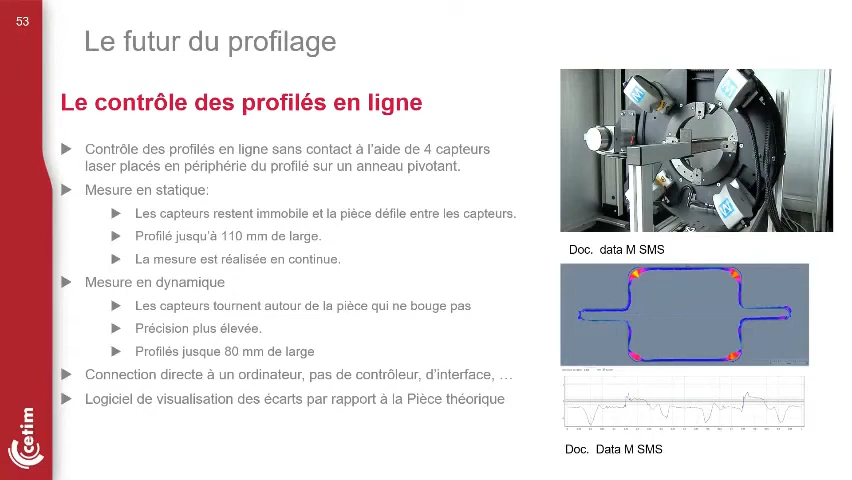 53
Le futur du profilage
Le contrôle des profilés en ligne
Contrôle des profilés en ligne sans contact à l'aide de 4 capteurs
laser placés en périphérie du profilé sur un anneau pivotant.
Mesure en statique:
Les capteurs restent immobile et la pièce défile entre les capteurs.
Profilé jusqu'à 110 mm de large.
La mesure est réalisée en continue.
Mesure en dynamique
Les capteurs tournent autour de la pièce qui ne bouge pas
Précision plus élevée.
Profilés jusque 80 mm de large
Connection directe à un ordinateur, pas de contrôleur, d'interface, …
Logiciel de visualisation des écarts par rapport à la Pièce théorique
Doc. data M SMS
Doc. Data M SMS
cetim